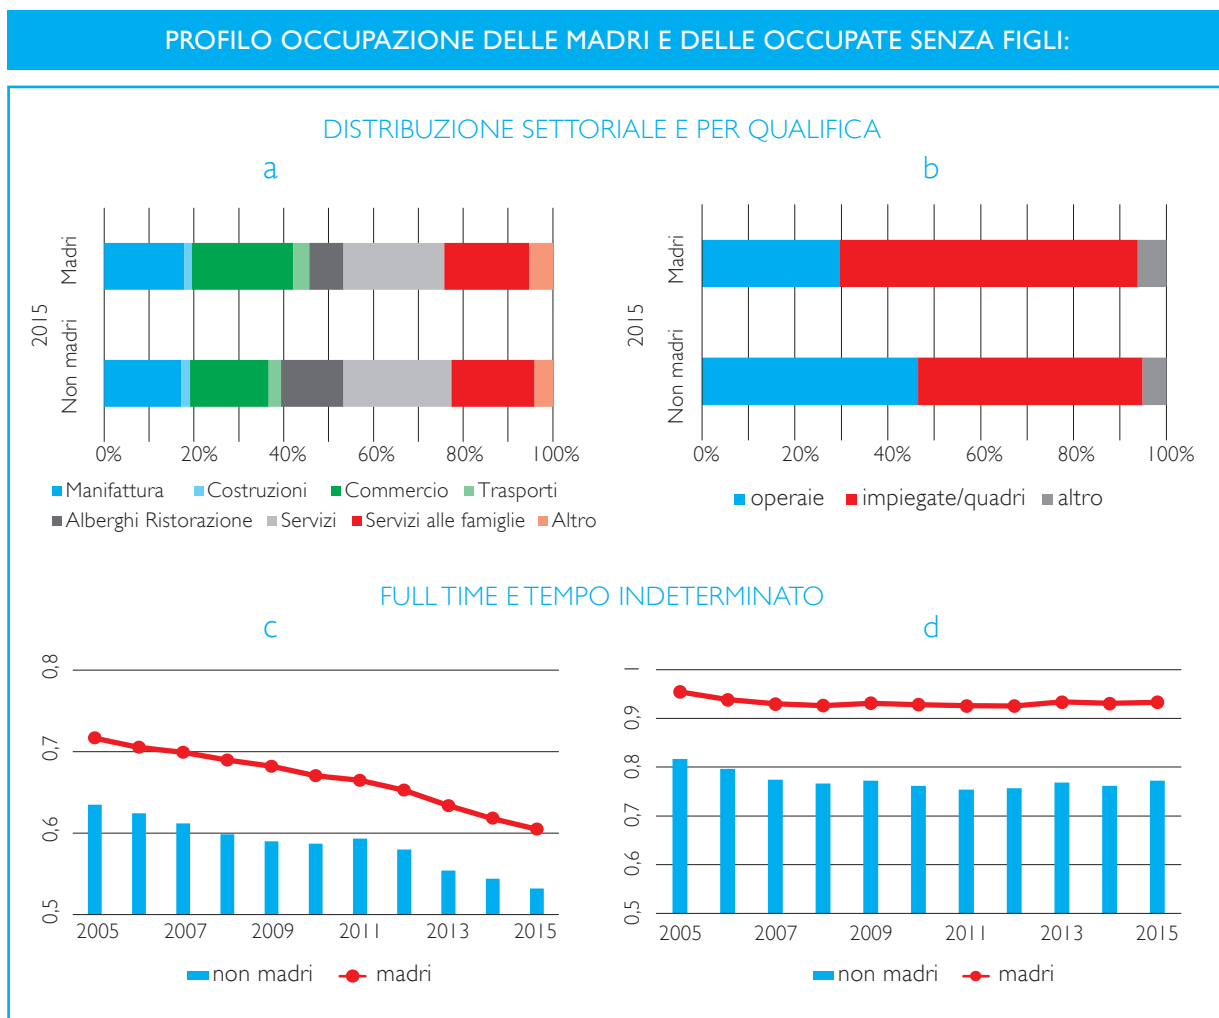 PROFILO OCCUPAZIONE DELLE MADRI E DELLE OCCUPATE SENZA FIGLI:
DISTRIBUZIONE SETTORIALE E PER QUALIFICA
a
2015
Madri
Non madri
0% 20% 40% 60% 80% 100%
Manifattura Costruzioni Commercio Trasporti
Alberghi Ristorazione Servizi Servizi alle famiglie Altro
b
2015
Madri
Non madri
0% 20% 40% 60% 80% 100%
operaie impiegate/quadri altro
FULL TIME E TEMPO INDETERMINATO
c
0,8
0,7
0,6
0,5
2005 2007 2009 2011 2013 2015
non madri madri
d
1
0,9
0,8
0,7
0,6
0,5
2005 2007 2009 2011 2013 2015
non madri madri